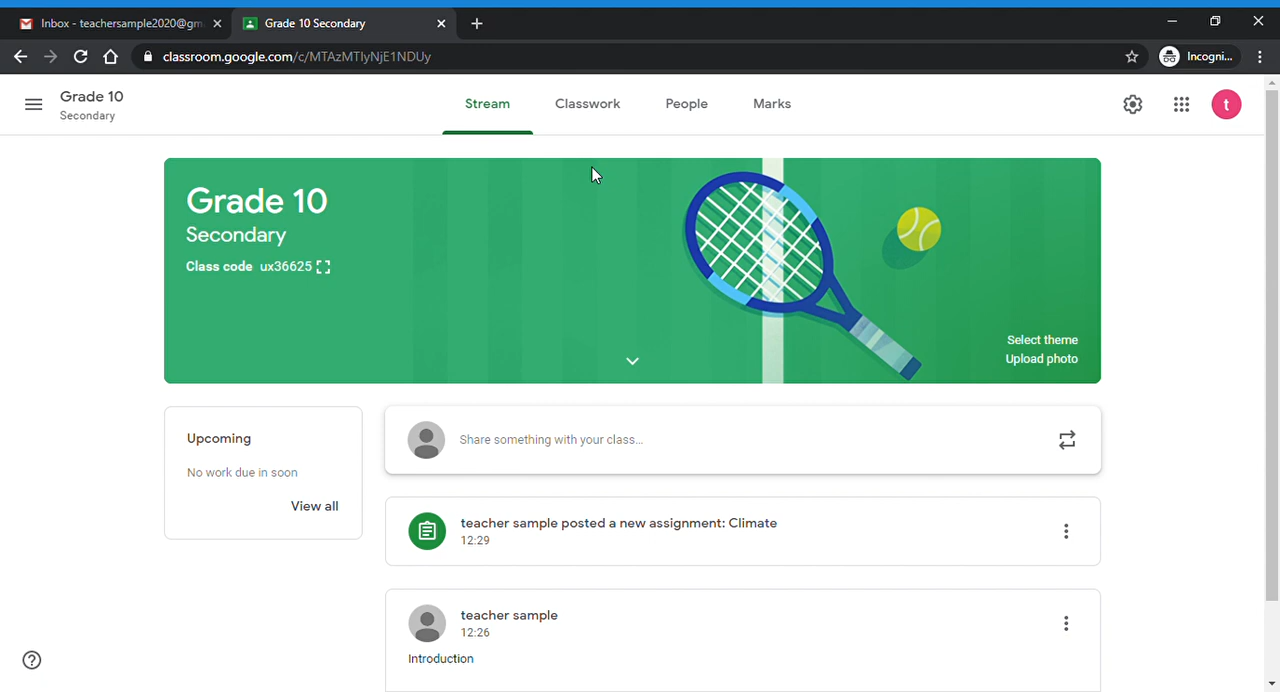 Inbox - teachersample2020@gm
Grade 10 Secondary
classroom.google.com/c/MTAzMTIyNjE1NDUy
Incogni...
Grade 10
Secondary
Stream
Classwork
People
Marks
t
Grade 10
Secondary
Class code ux36625
Select theme
Upload photo
Upcoming
No work due in soon
View all
Share something with your class...
teacher sample posted a new assignment: Climate
12:29
teacher sample
12:26
Introduction